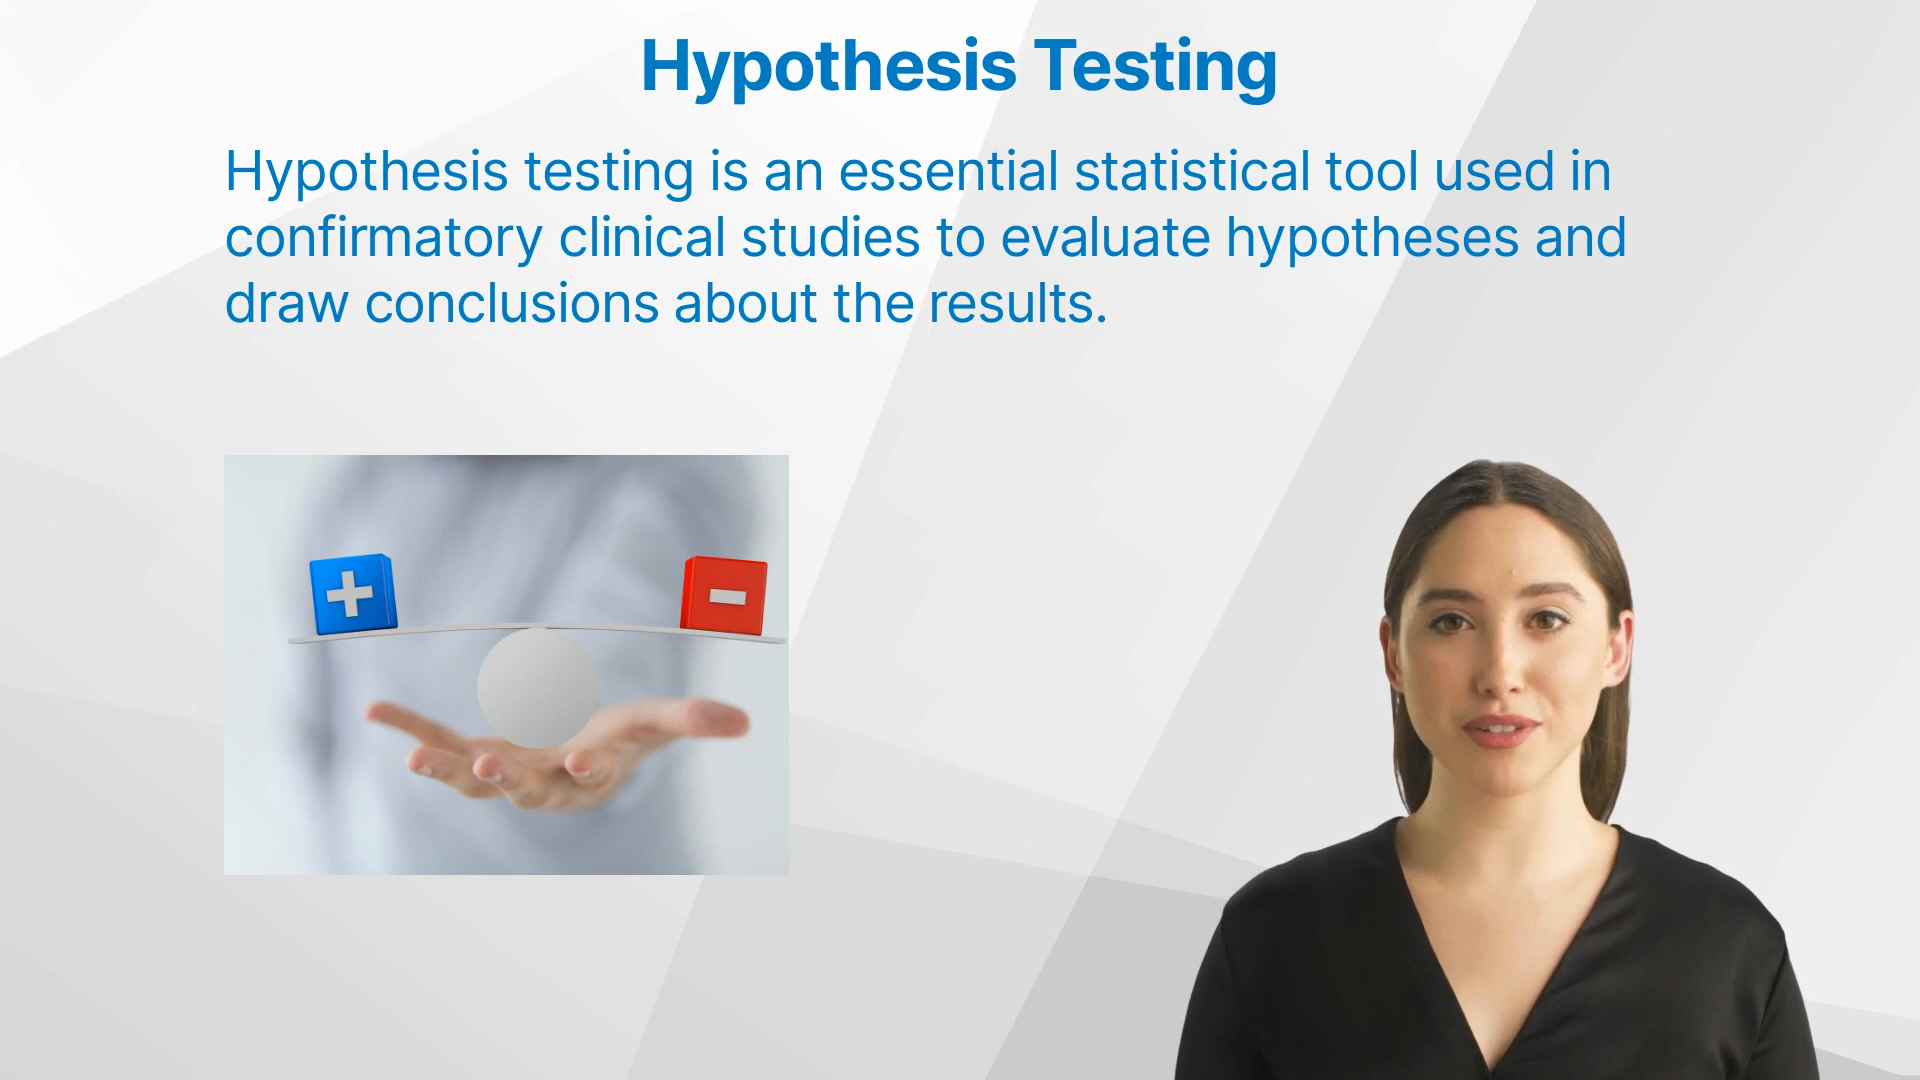 Hypothesis Testing
Hypothesis testing is an essential statistical tool used in
confirmatory clinical studies to evaluate hypotheses and
draw conclusions about the results.